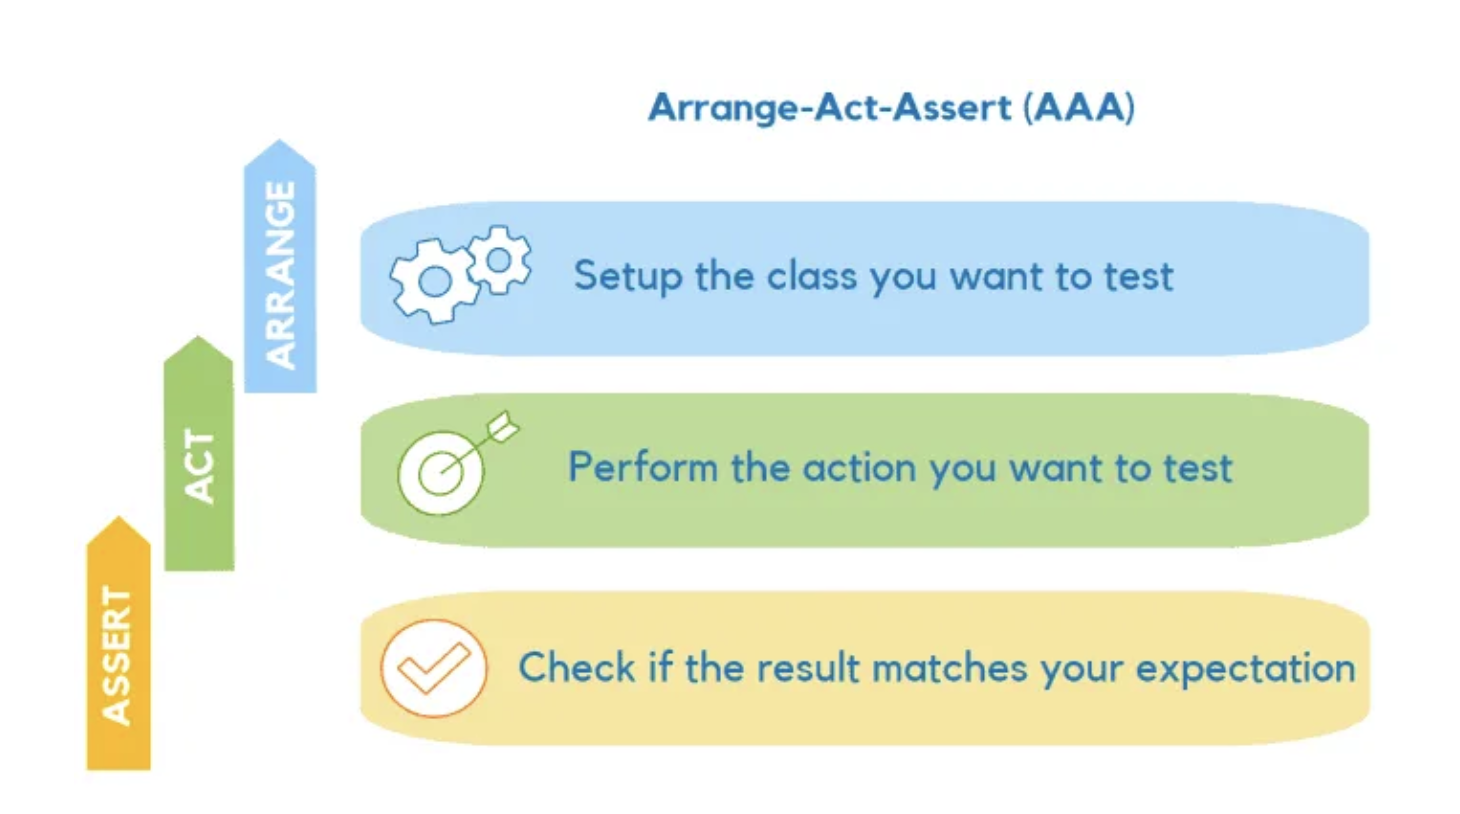 Arrange-Act-Assert (AAA)
ARRANGE
Setup the class you want to test
ACT
Perform the action you want to test
ASSERT
Check if the result matches your expectation